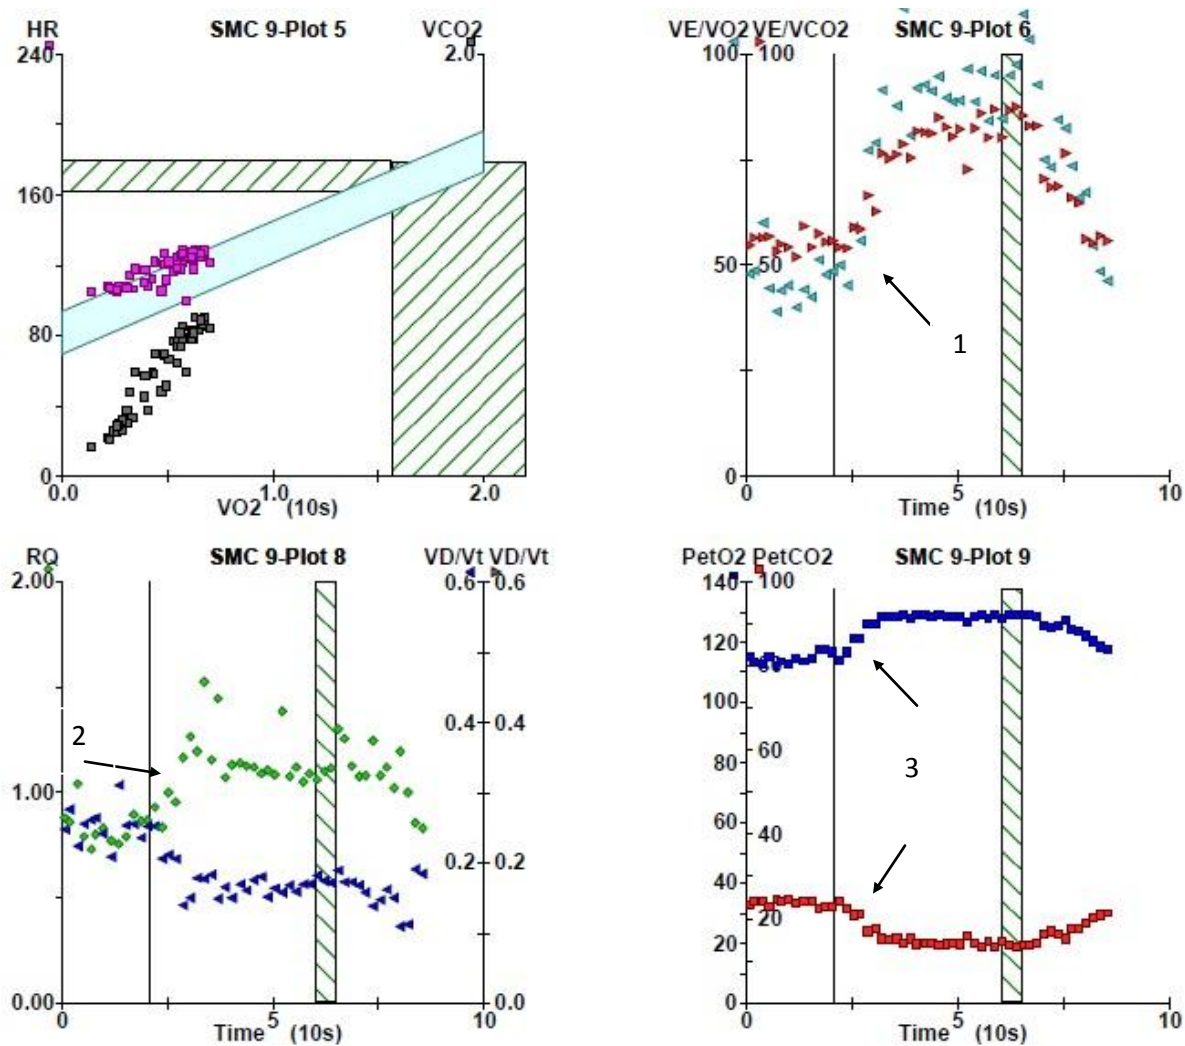 HR SMC 9-Plot 5 VCO2
240 2.0
160
80
0
0.0 1.0 2.0
VO2 (10s)
VE/VO2 VE/VCO2 SMC 9-Plot 6
100 100
50 50
1
0
0 5 10
Time (10s)
RQ SMC 9-Plot 8 VD/Vt VD/Vt
2.00 0.6 0.6
2
0.4 0.4
1.00
0.2 0.2
0.00 0.0 0.0
0 5 10
Time (10s)
PetO2 PetCO2 SMC 9-Plot 9
140 100
120 80
100
80 60
3
60
40 40
20 20
0 0
0 5 10
Time (10s)